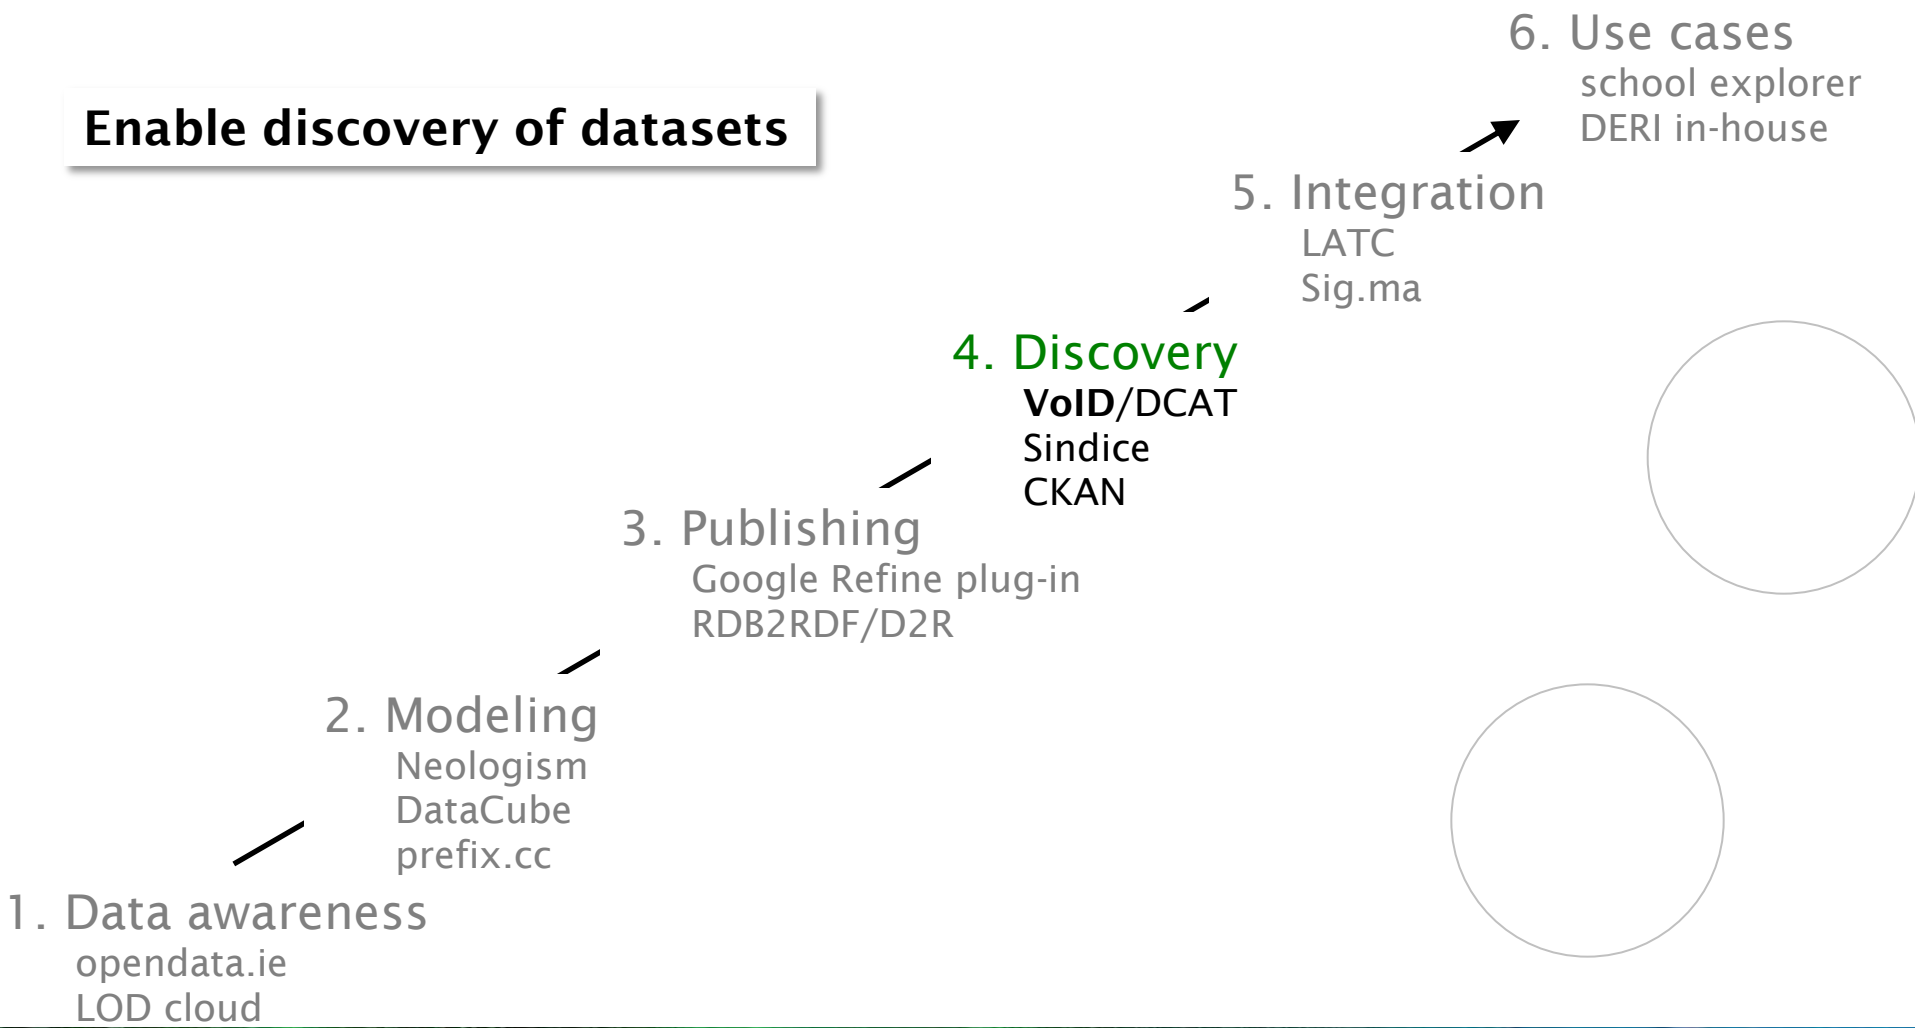 Enable discovery of datasets
6. Use cases
school explorer
DERI in-house
5. Integration
LATC
Sig.ma
4. Discovery
VoID/DCAT
Sindice
CKAN
3. Publishing
Google Refine plug-in
RDB2RDF/D2R
2. Modeling
Neologism
DataCube
prefix.cc
1. Data awareness
opendata.ie
LOD cloud